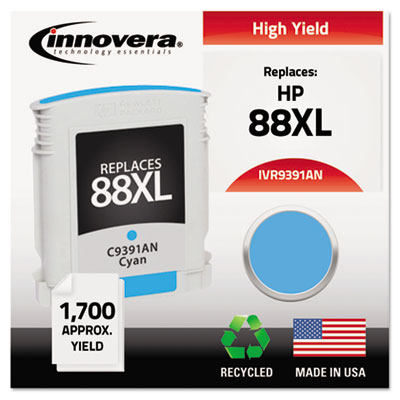 innovera®
technology essentials
High Yield
Replaces:
HP
88XL
IVR9391AN
REPLACES
88XL
C9391AN
Cyan
1,700
APPROX.
YIELD
RECYCLED
MADE IN USA